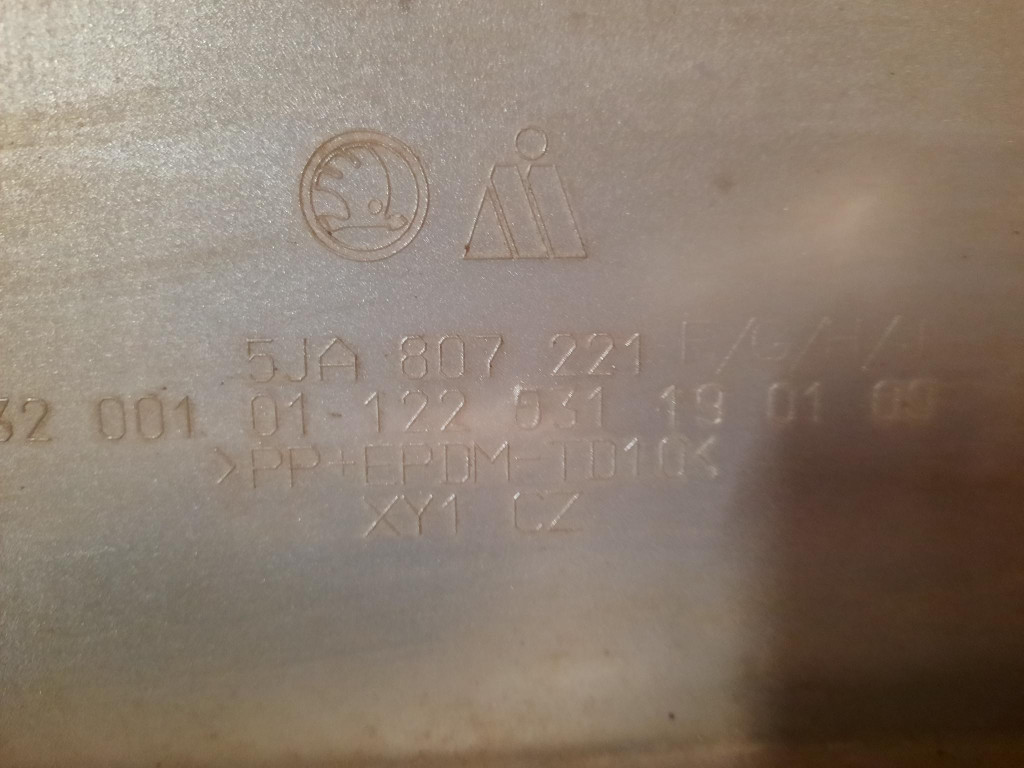 5JA 807 221 F/G/H/J
32 001 01-122 031 19 01 09
>PP+EPDM-TD10<
XY1 CZ